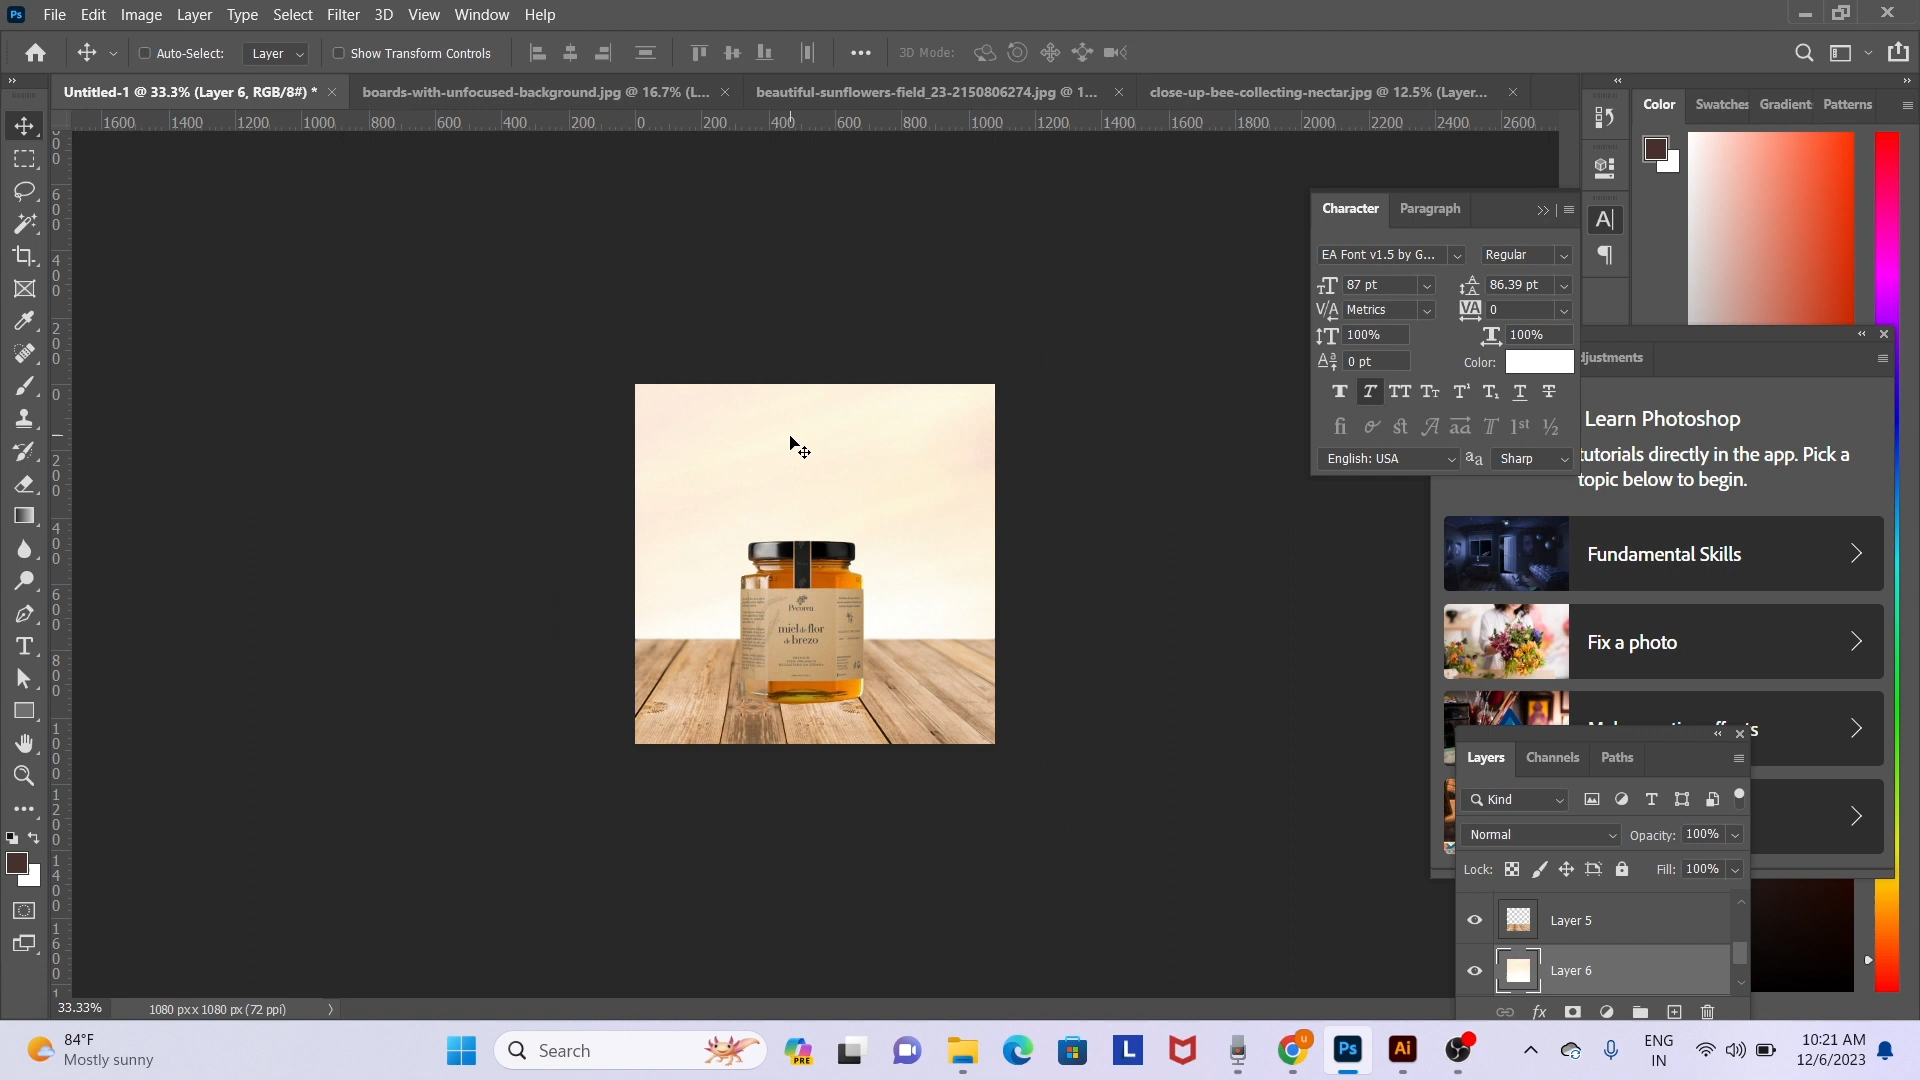 Ps File Edit Image Layer Type Select Filter 3D View Window Help
Auto-Select: Layer Show Transform Controls 3D Mode:
Untitled-1 @ 33.3% (Layer 6, RGB/8#) * boards-with-unfocused-background.jpg @ 16.7% (L... beautiful-sunflowers-field_23-2150806274.jpg @ 1... close-up-bee-collecting-nectar.jpg @ 12.5% (Layer...
1600 1400 1200 1000 800 600 400 200 0 200 400 600 800 1000 1200 1400 1600 1800 2000 2200 2400 2600
Color Swatches Gradient Patterns
Character Paragraph
EA Font v1.5 by G... Regular
87 pt 86.39 pt
Metrics 0
100% 100%
0 pt Color:
English: USA Sharp
djustments
Learn Photoshop
tutorials directly in the app. Pick a
topic below to begin.
Fundamental Skills
Fix a photo
Pecorea
miel de flor
de brezo
Layers Channels Paths
Kind
Normal Opacity: 100%
Lock: Fill: 100%
Layer 5
Layer 6
33.33% 1080 px x 1080 px (72 ppi)
84°F
Mostly sunny
Search
PRE
L
u
Ps
Ai
ENG
IN
10:21 AM
12/6/2023